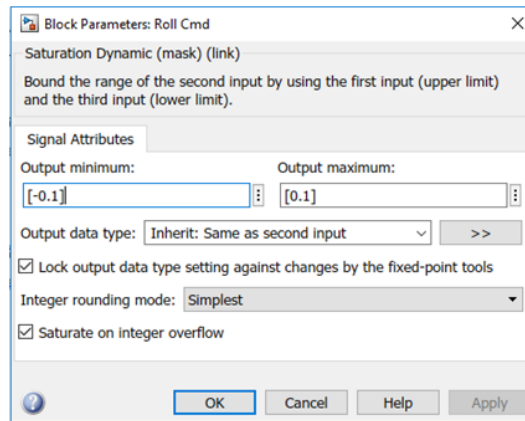 Block Parameters: Roll Cmd
Saturation Dynamic (mask) (link)
Bound the range of the second input by using the first input (upper limit)
and the third input (lower limit).
Signal Attributes
Output minimum: Output maximum:
[-0.1] [0.1]
Output data type: Inherit: Same as second input >>
Lock output data type setting against changes by the fixed-point tools
Integer rounding mode: Simplest
Saturate on integer overflow
? OK Cancel Help Apply